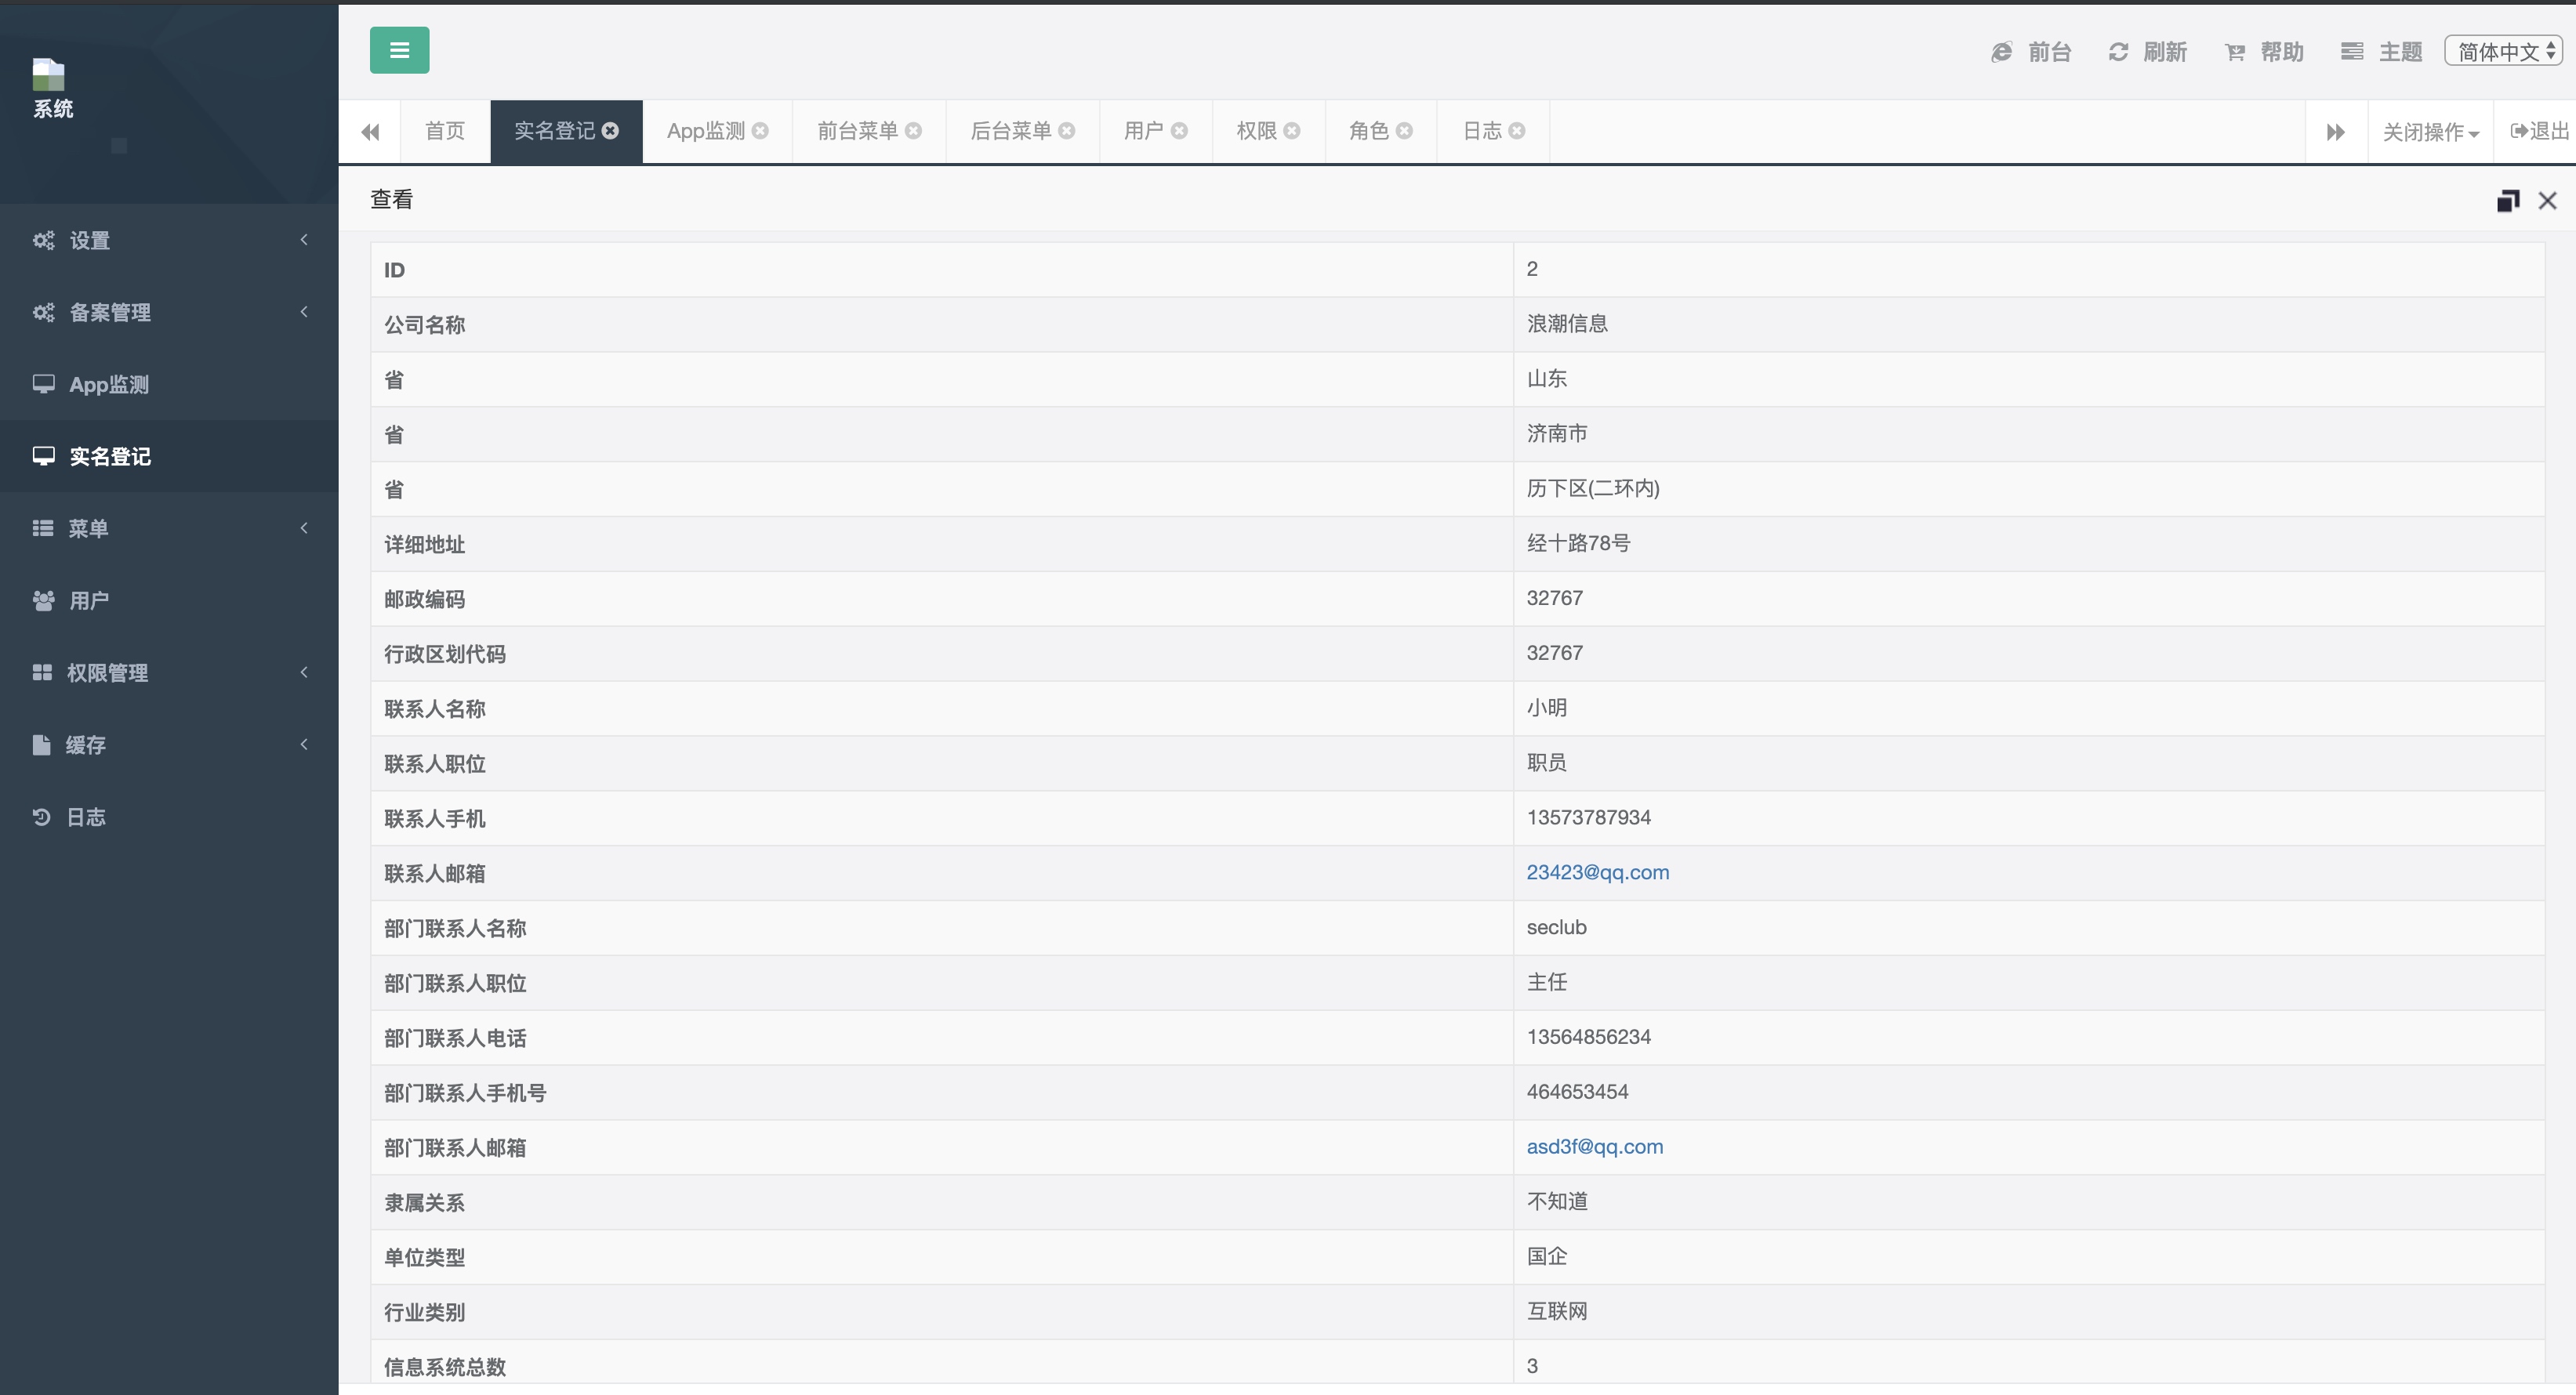 系统
前台
刷新
帮助
主题
简体中文
首页
实名登记
App监测
前台菜单
后台菜单
用户
权限
角色
日志
关闭操作
退出
设置
备案管理
App监测
实名登记
菜单
用户
权限管理
缓存
日志
查看
ID 2
公司名称 浪潮信息
省 山东
省 济南市
省 历下区(二环内)
详细地址 经十路78号
邮政编码 32767
行政区划代码 32767
联系人名称 小明
联系人职位 职员
联系人手机 13573787934
联系人邮箱 23423@qq.com
部门联系人名称 seclub
部门联系人职位 主任
部门联系人电话 13564856234
部门联系人手机号 464653454
部门联系人邮箱 asd3f@qq.com
隶属关系 不知道
单位类型 国企
行业类别 互联网
信息系统总数 3